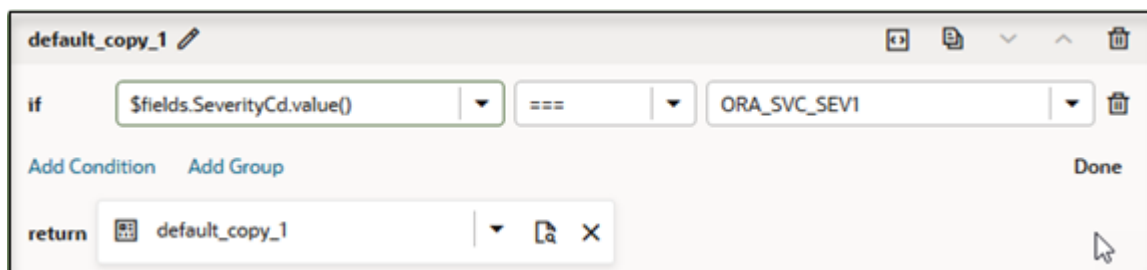 default_copy_1
if $fields.SeverityCd.value() === ORA_SVC_SEV1
Add Condition Add Group Done
return default_copy_1